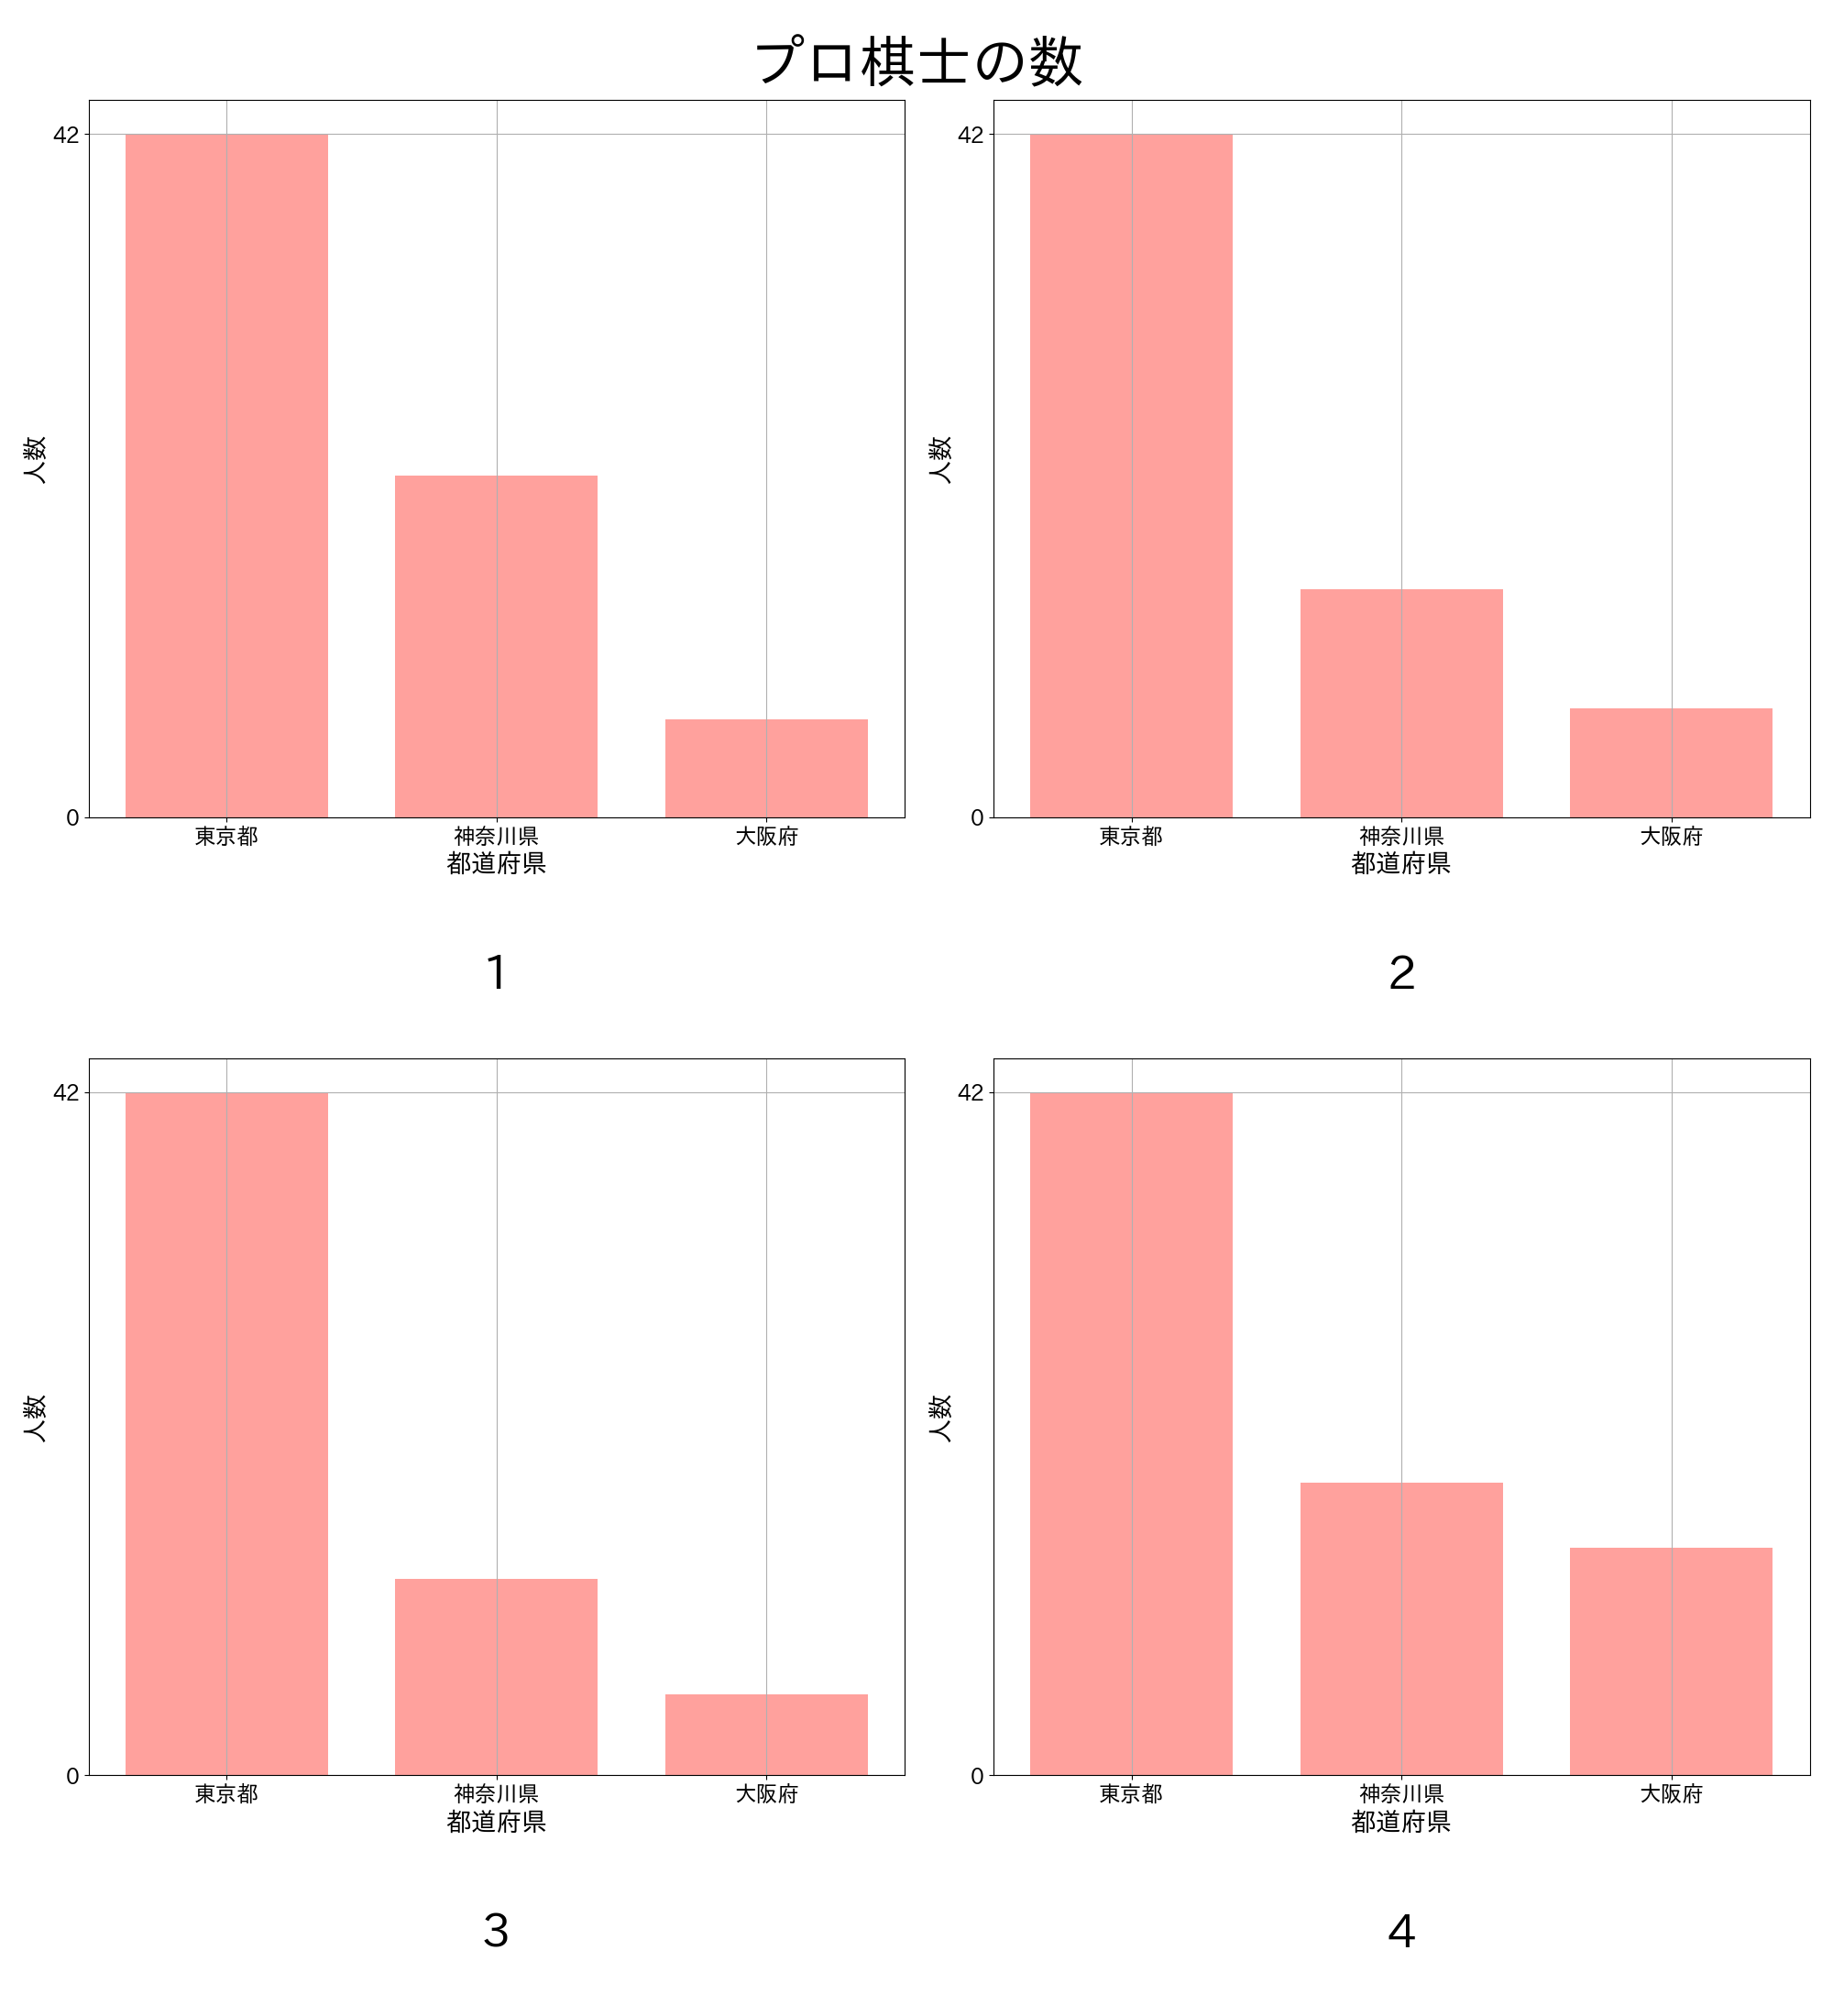 プロ棋士の数
42
人数
0
東京都 神奈川県 大阪府
都道府県
1
42
人数
0
東京都 神奈川県 大阪府
都道府県
2
42
人数
0
東京都 神奈川県 大阪府
都道府県
3
42
人数
0
東京都 神奈川県 大阪府
都道府県
4